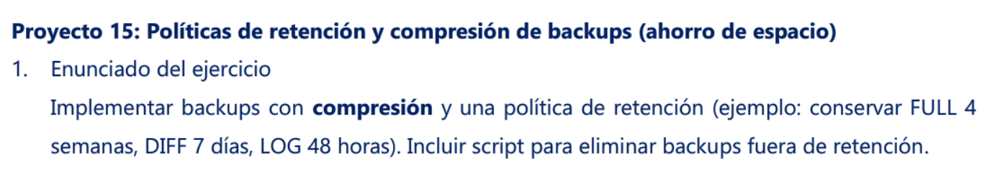 Proyecto 15: Políticas de retención y compresión de backups (ahorro de espacio)
1. Enunciado del ejercicio
Implementar backups con compresión y una política de retención (ejemplo: conservar FULL 4
semanas, DIFF 7 días, LOG 48 horas). Incluir script para eliminar backups fuera de retención.